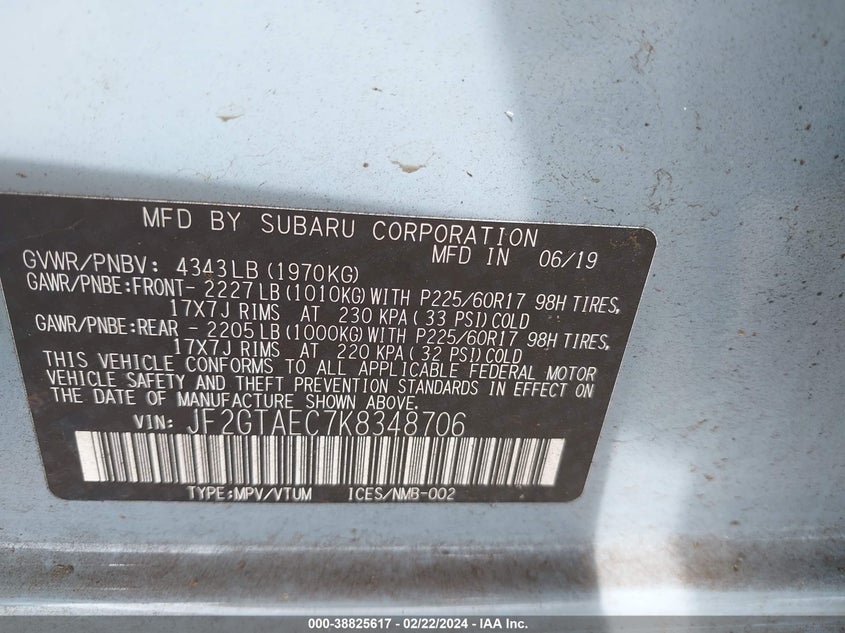 MFD BY SUBARU CORPORATION
MFD IN 06/19
GVWR/PNBV: 4343LB (1970KG)
GAWR/PNBE:FRONT- 2227LB (1010KG)WITH P225/60R17 98H TIRES,
17X7J RIMS AT 230 KPA(33 PSI)COLD
GAWR/PNBE:REAR - 2205LB (1000KG)WITH P225/60R17 98H TIRES,
17X7J RIMS AT 220 KPA(32 PSI)COLD
THIS VEHICLE CONFORMS TO ALL APPLICABLE FEDERAL MOTOR
VEHICLE SAFETY AND THEFT PREVENTION STANDARDS IN EFFECT ON
THE DATE OF MANUFACTURE SHOWN ABOVE.
VIN: JF2GTAEC7K8348706
TYPE:MPV/VTUM ICES/NMB-002
000-38825617 - 02/22/2024 - IAA Inc.